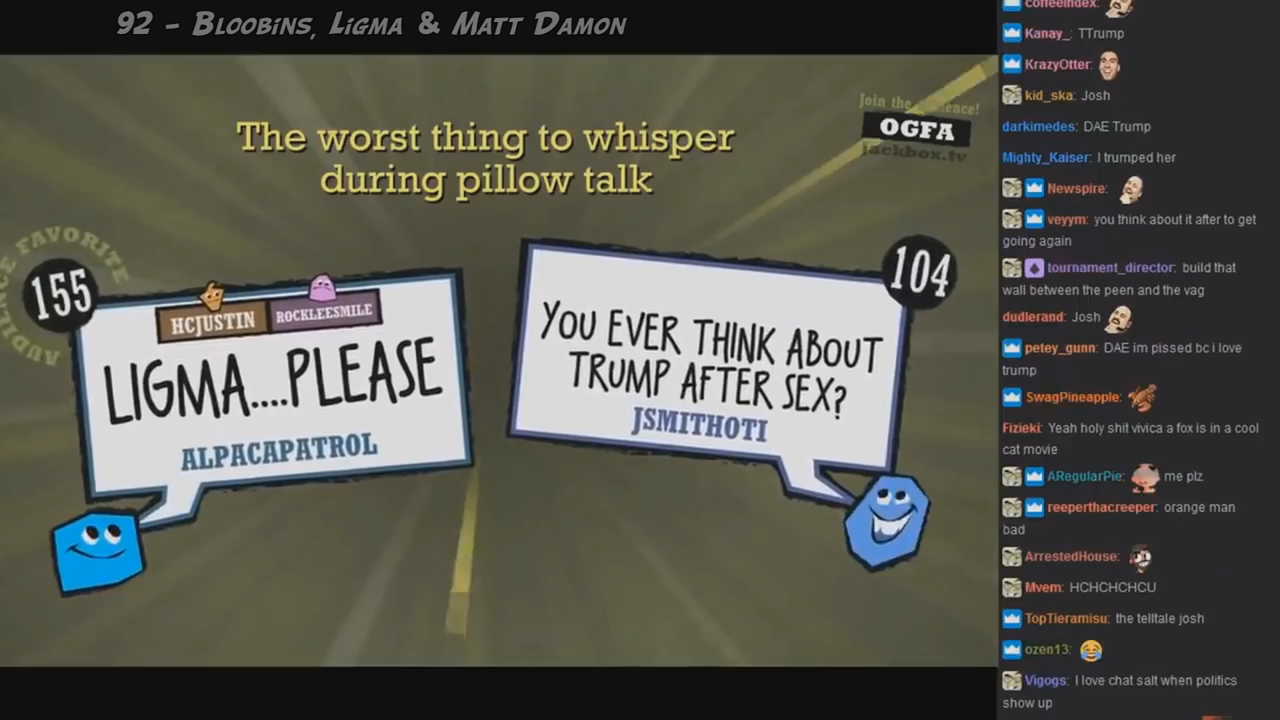 92 - Bloobins, Ligma & Matt Damon
The worst thing to whisper
during pillow talk
Join the audience!
OGFA
jackbox.tv
AUDIENCE FAVORITE
155
HCJUSTIN
ROCKLEESMILE
LIGMA....PLEASE
ALPACAPATROL
104
YOU EVER THINK ABOUT
TRUMP AFTER SEX?
JSMITHOTI
coffeeindex:
Kanay_: TTrump
KrazyOtter:
kid_ska: Josh
darkimedes: DAE Trump
Mighty_Kaiser: I trumped her
Newspire:
veyym: you think about it after to get
going again
tournament_director: build that
wall between the peen and the vag
dudlerand: Josh
petey_gunn: DAE im pissed bc i love
trump
SwagPineapple:
Fizieki: Yeah holy shit vivica a fox is in a cool
cat movie
ARegularPie: me plz
reeperthacreeper: orange man
bad
ArrestedHouse:
Mvem: HCHCHCHCU
TopTieramisu: the telltale josh
ozen13:
Vigogs: I love chat salt when politics
show up